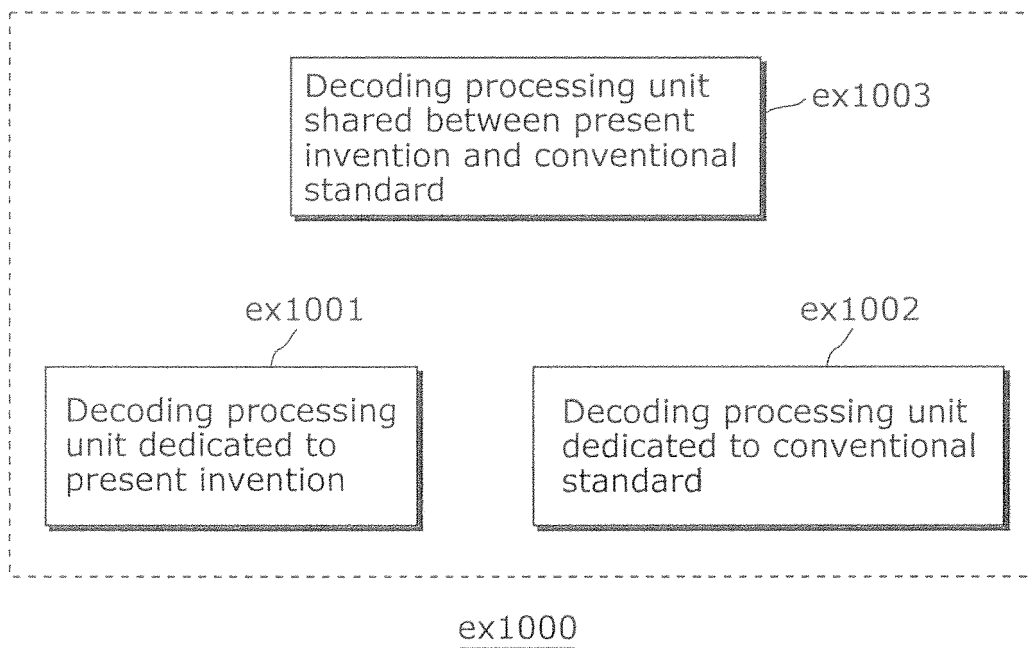 Decoding processing unit
shared between present
invention and conventional
standard
ex1003
ex1001
ex1002
Decoding processing
unit dedicated to
present invention
Decoding processing unit
dedicated to conventional
standard
ex1000